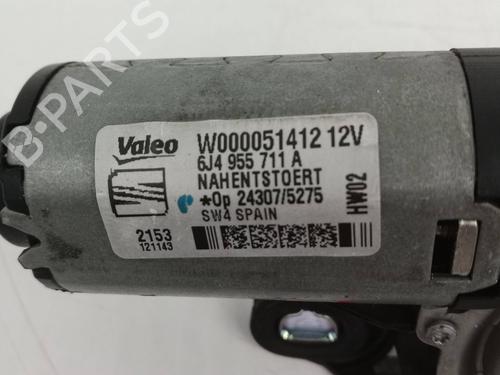 Valeo W000051412 12V
6J4 955 711 A
NAHENTSTOERT
*Op 24307/5275
SW4 SPAIN
HW02
2153
121143
B-PARTS